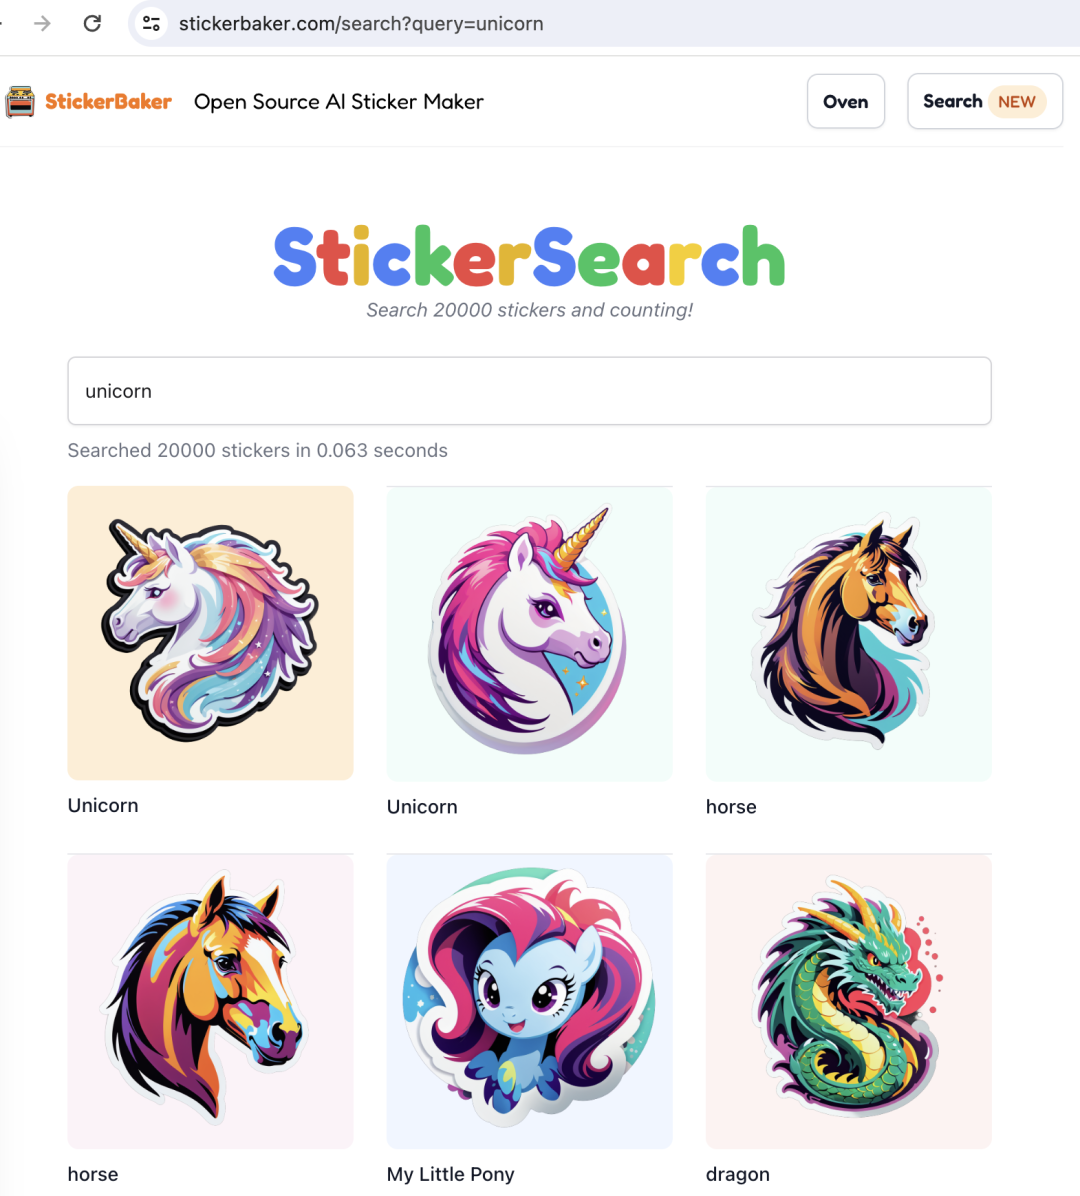 stickerbaker.com/search?query=unicorn
StickerBaker Open Source AI Sticker Maker Oven Search NEW
StickerSearch
Search 20000 stickers and counting!
unicorn
Searched 20000 stickers in 0.063 seconds
Unicorn Unicorn horse
horse My Little Pony dragon